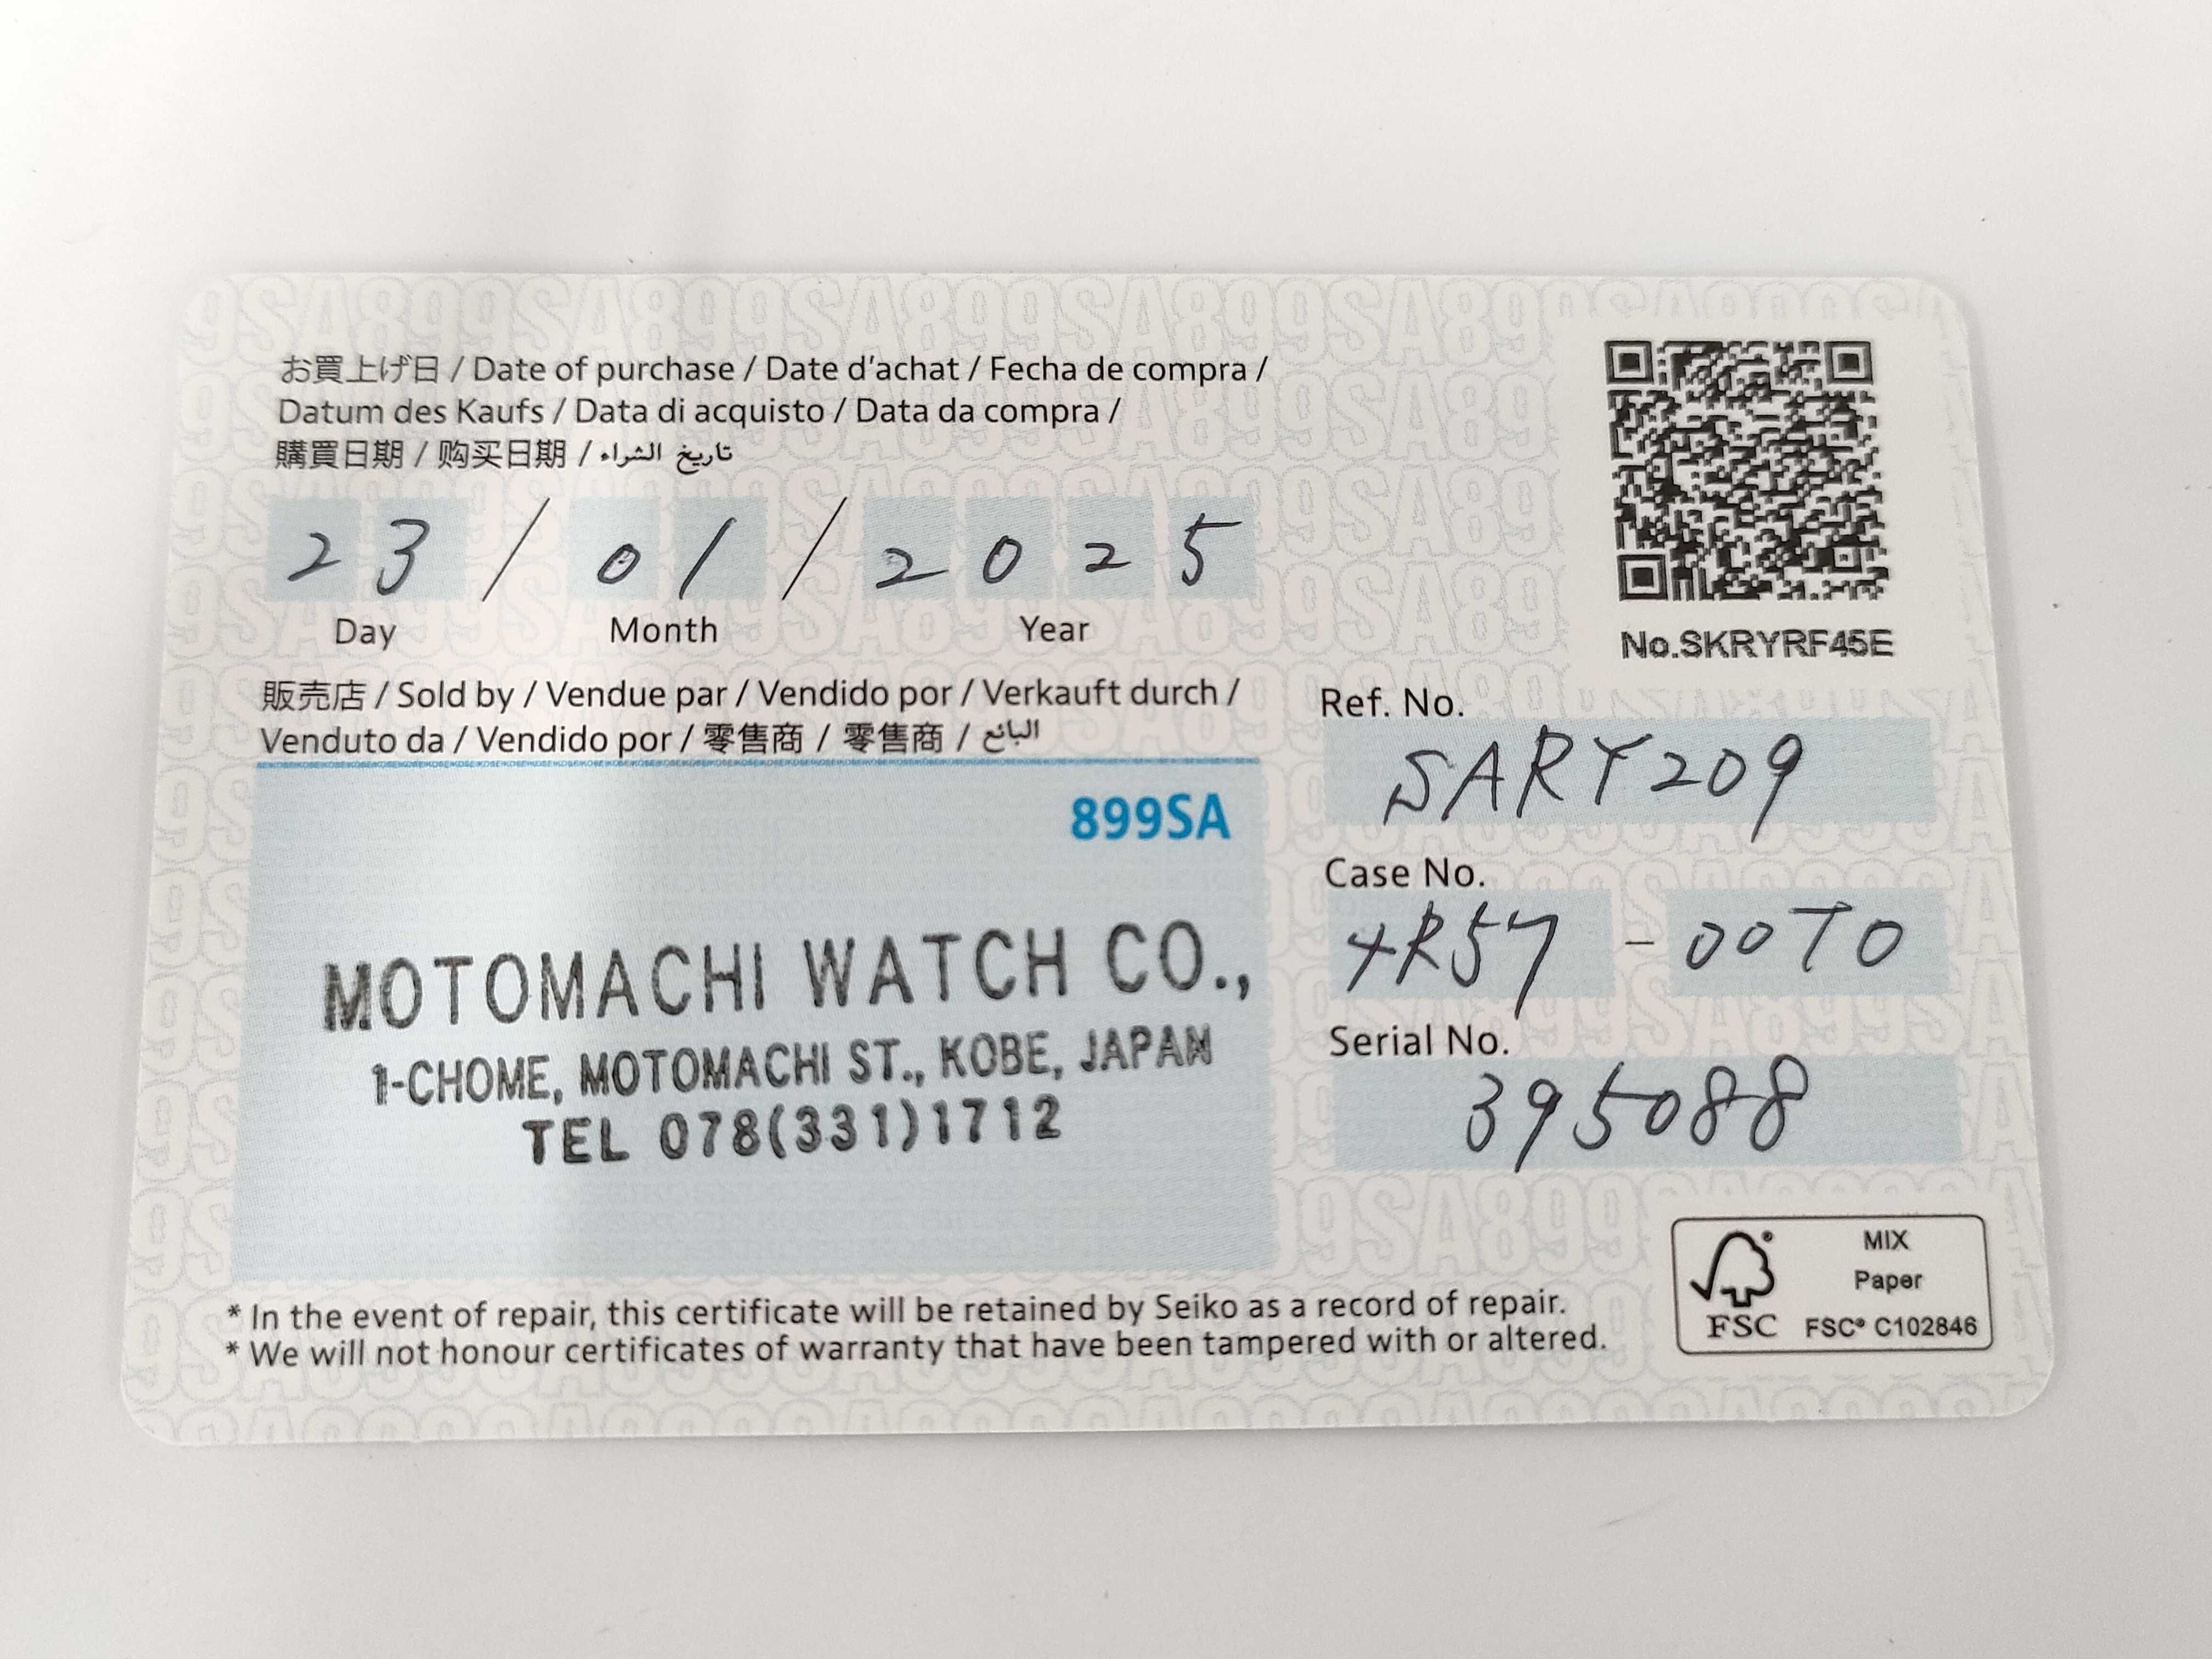 お買上げ日 / Date of purchase / Date d'achat / Fecha de compra /
Datum des Kaufs / Data di acquisto / Data da compra /
購買日期 / 购买日期 / تاريخ الشراء
23 / 01 / 2025
Day Month Year
No.SKRYRF45E
販売店 / Sold by / Vendue par / Vendido por / Verkauft durch /
Venduto da / Vendido por / 零售商 / 零售商 / البائع
899SA
MOTOMACHI WATCH CO.,
1-CHOME, MOTOMACHI ST., KOBE, JAPAN
TEL 078(331)1712
Ref. No.
SARY209
Case No.
4R57 - 00T0
Serial No.
395088
* In the event of repair, this certificate will be retained by Seiko as a record of repair.
* We will not honour certificates of warranty that have been tampered with or altered.
MIX
Paper
FSC FSC® C102846